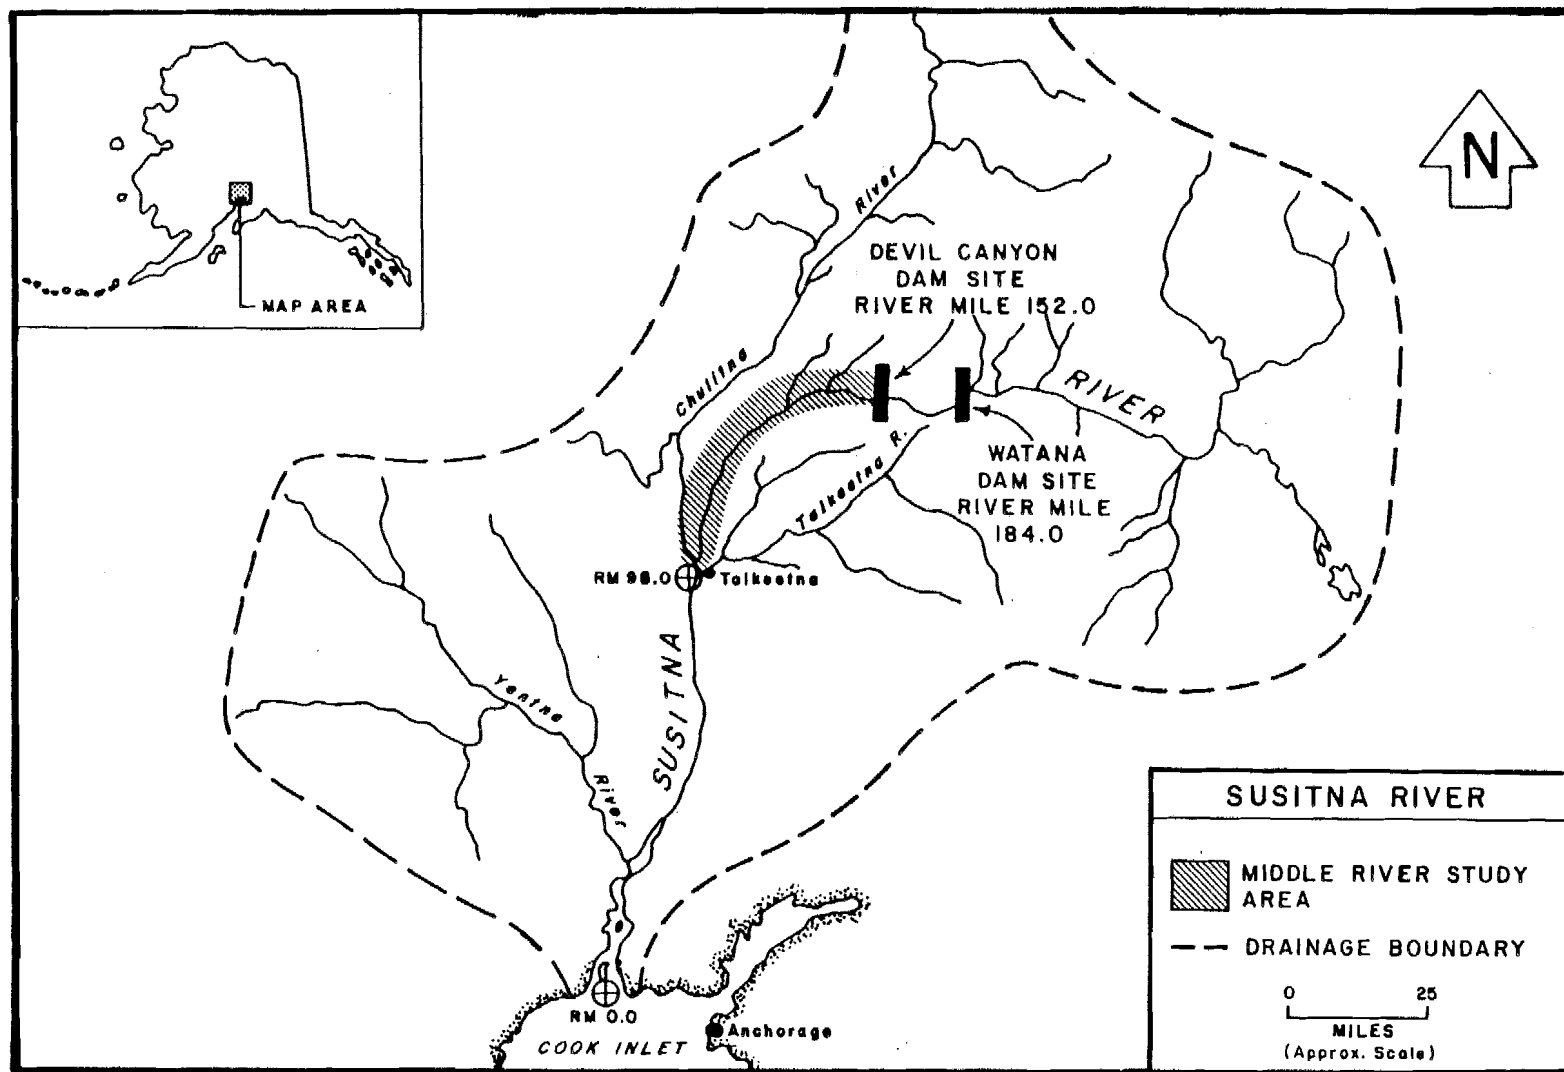 MAP AREA
N
River
DEVIL CANYON
DAM SITE
RIVER MILE 152.0
Chulitna
RIVER
Talkeetna R.
WATANA
DAM SITE
RIVER MILE
184.0
RM 98.0
Talkeetna
SUSITNA
Yentna
River
RM 0.0
COOK INLET
Anchorage
SUSITNA RIVER
MIDDLE RIVER STUDY
AREA
DRAINAGE BOUNDARY
0 25
MILES
(Approx. Scale)